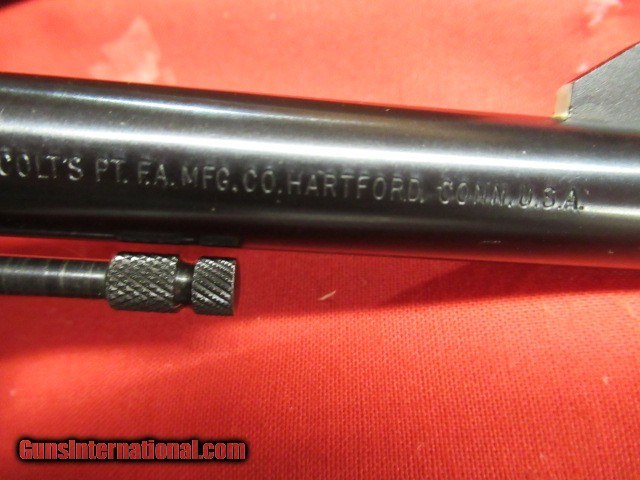 COLT'S PT. F.A. MFG. CO. HARTFORD. CONN. U.S.A.
GunsInternational.com